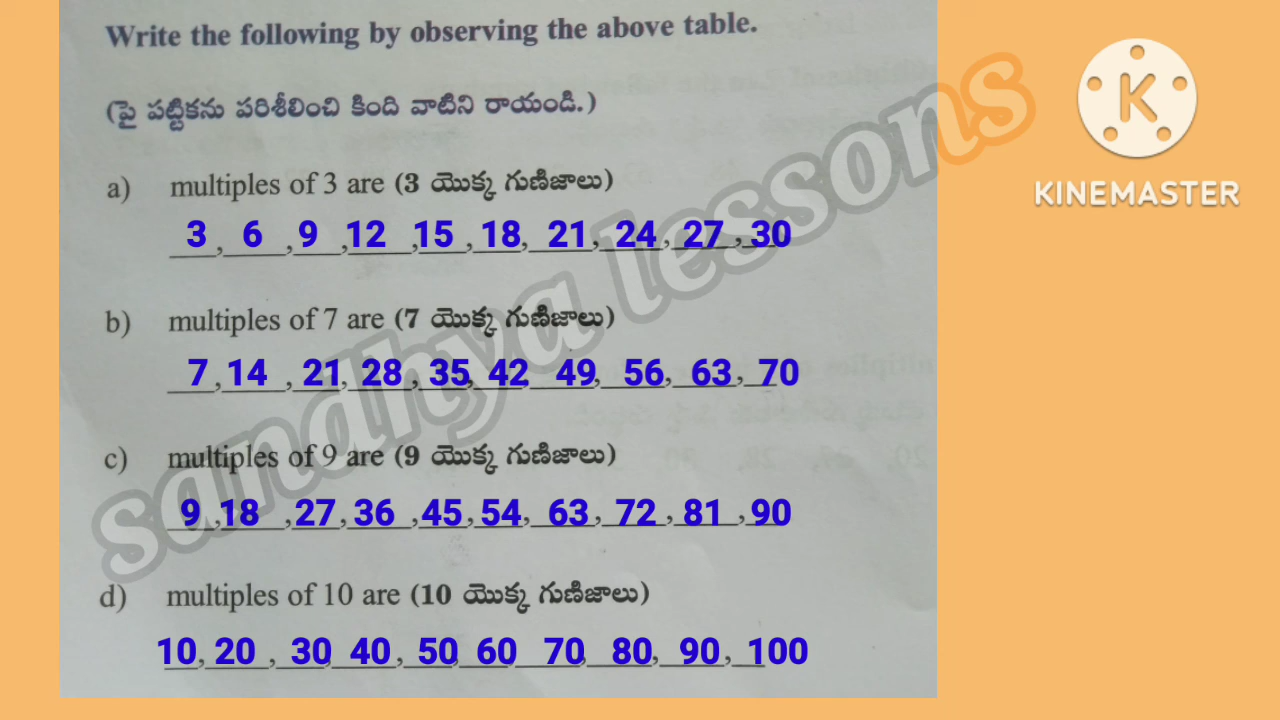 Write the following by observing the above table.
(పై పట్టికను పరిశీలించి కింది వాటిని రాయండి.)
a) multiples of 3 are (3 యొక్క గుణిజాలు)
3, 6, 9, 12, 15, 18, 21, 24, 27, 30
b) multiples of 7 are (7 యొక్క గుణిజాలు)
7, 14, 21, 28, 35, 42, 49, 56, 63, 70
c) multiples of 9 are (9 యొక్క గుణిజాలు)
9, 18, 27, 36, 45, 54, 63, 72, 81, 90
d) multiples of 10 are (10 యొక్క గుణిజాలు)
10, 20, 30, 40, 50, 60, 70, 80, 90, 100
sandhya lessons
K
KINEMASTER